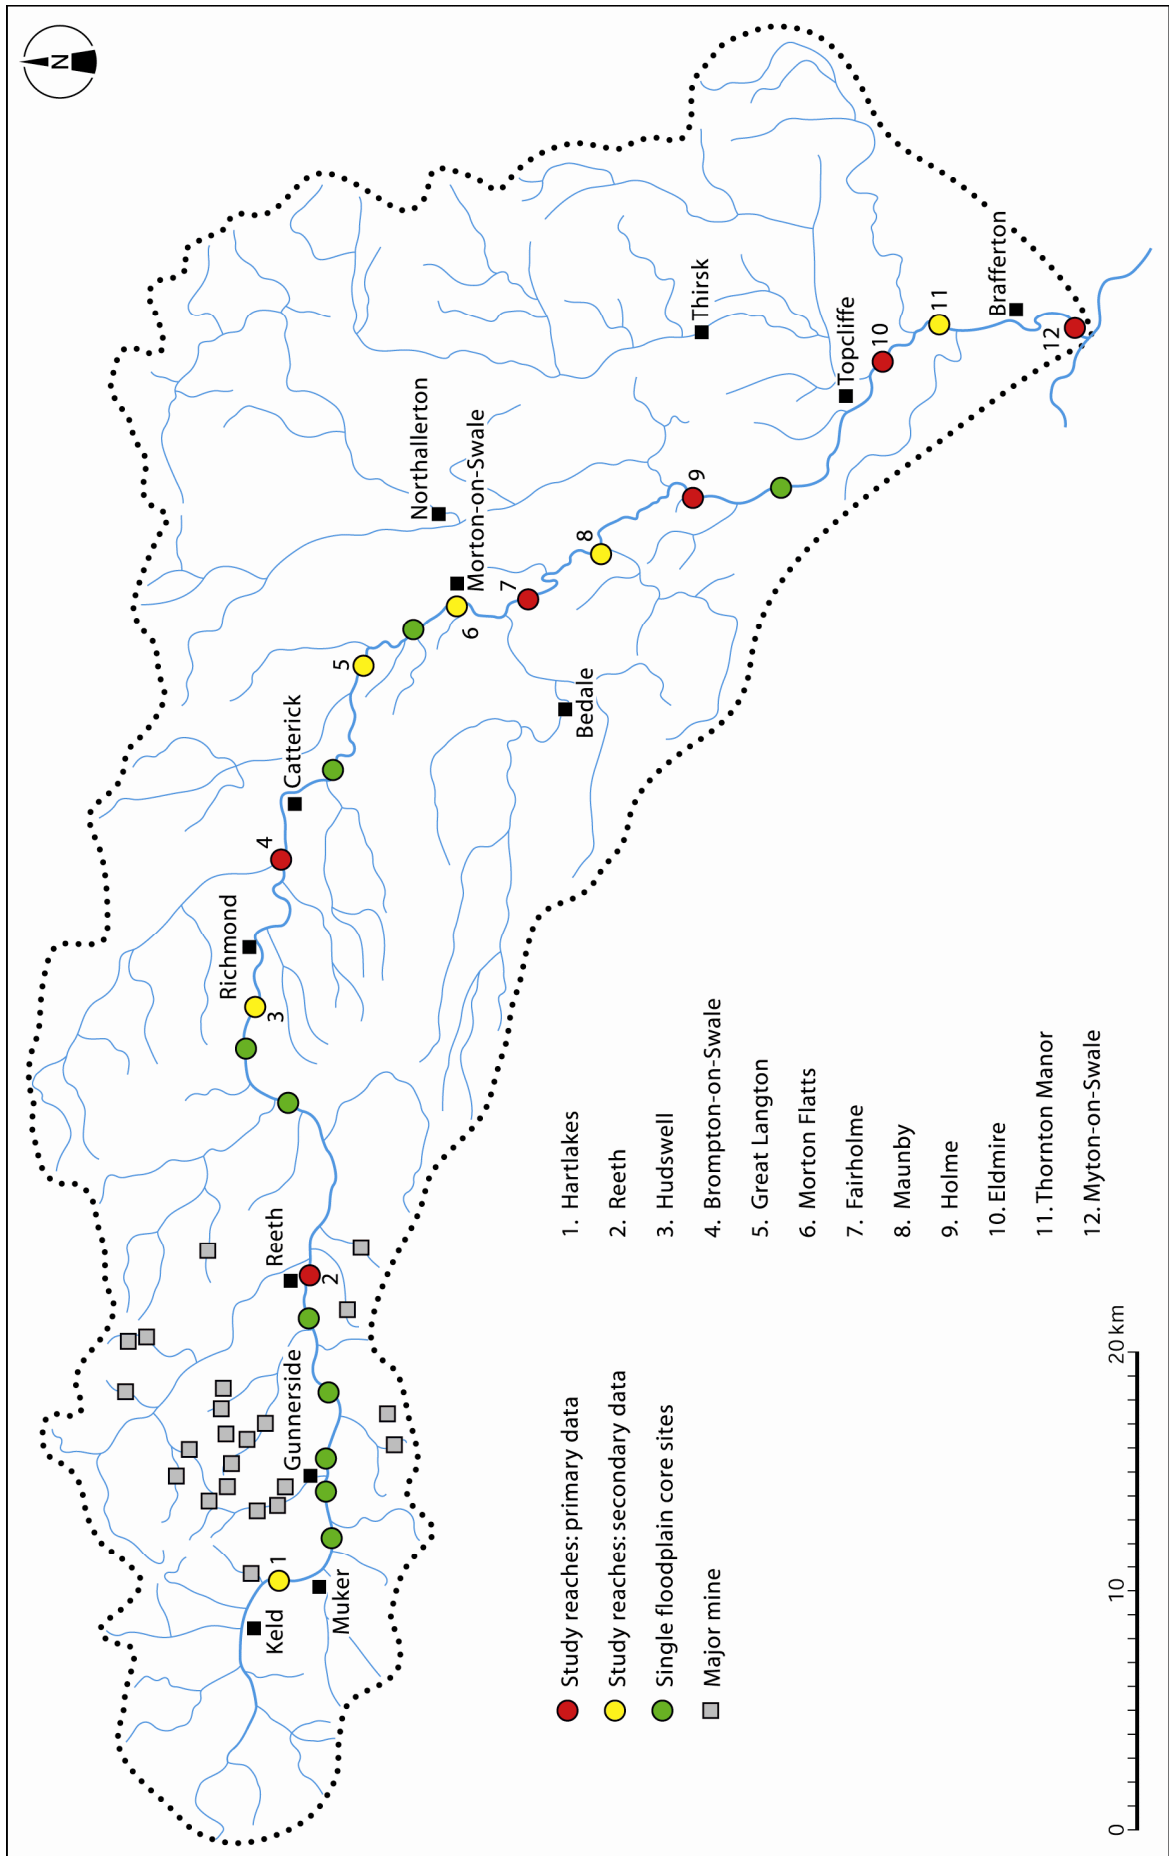 N
Keld
Muker
Gunnerside
Reeth
Richmond
Catterick
Northallerton
Morton-on-Swale
Bedale
Thirsk
Topcliffe
Brafferton
1
2
3
4
5
6
7
8
9
10
11
12
Study reaches: primary data
Study reaches: secondary data
Single floodplain core sites
Major mine
1. Hartlakes
2. Reeth
3. Hudswell
4. Brompton-on-Swale
5. Great Langton
6. Morton Flatts
7. Fairholme
8. Maunby
9. Holme
10. Eldmire
11. Thornton Manor
12. Myton-on-Swale
0 10 20 km